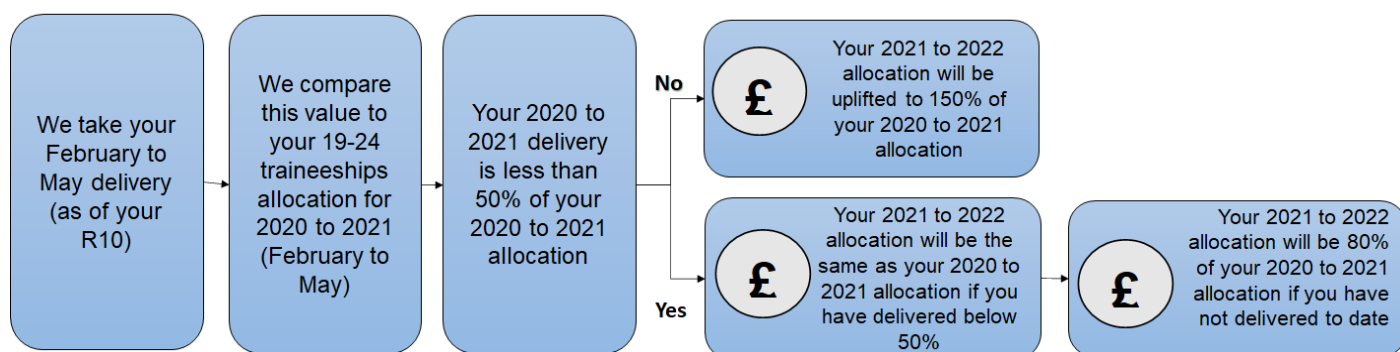 We take your
February to
May delivery
(as of your
R10)
We compare
this value to
your 19-24
traineeships
allocation for
2020 to 2021
(February to
May)
Your 2020 to
2021 delivery
is less than
50% of your
2020 to 2021
allocation
No
£
Your 2021 to 2022
allocation will be
uplifted to 150% of
your 2020 to 2021
allocation
Yes
£
Your 2021 to 2022
allocation will be the
same as your 2020 to
2021 allocation if you
have delivered below
50%
£
Your 2021 to 2022
allocation will be 80%
of your 2020 to 2021
allocation if you have
not delivered to date